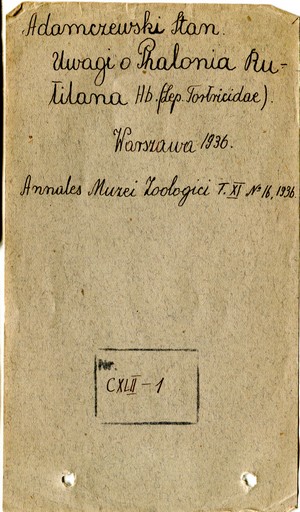 Adamczewski Stan.
Uwagi o Phalonia Ru-
tilana Hb. (Lep. Tortricidae).
Warszawa 1936.
Annales Muzei Zoologici T. XI № 16, 1936.
Nr.
CXLII - 1